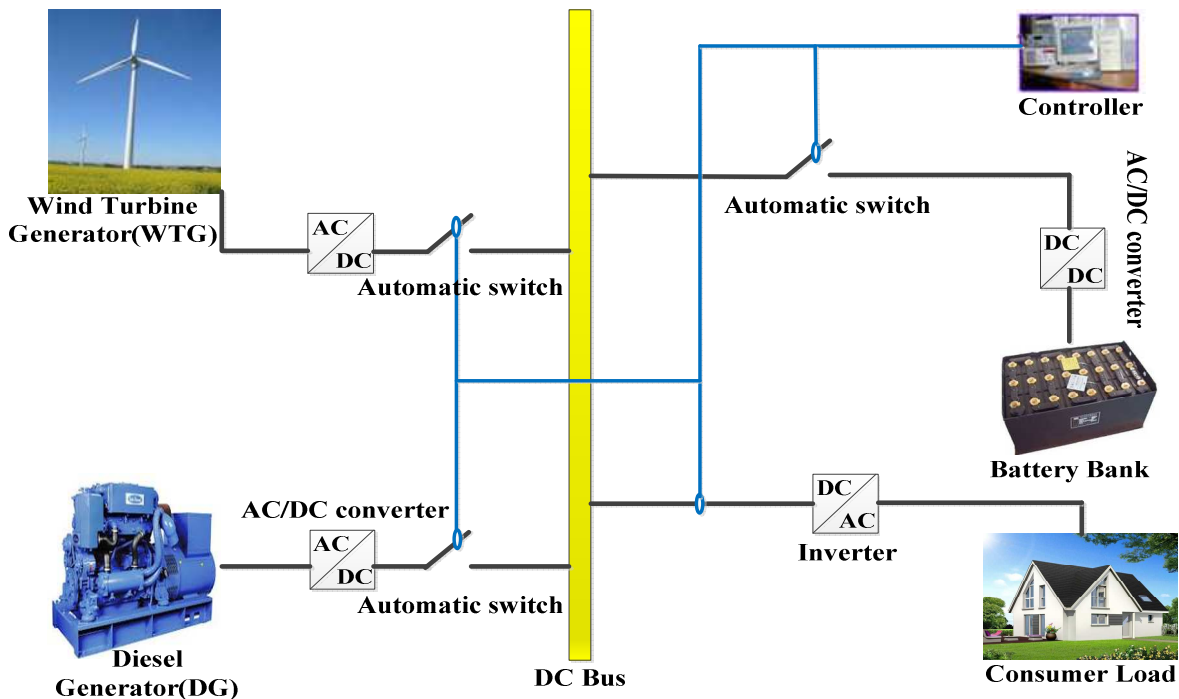 Wind Turbine
Generator(WTG)
AC
DC
Automatic switch
Controller
Automatic switch
AC/DC converter
DC
DC
Battery Bank
AC/DC converter
AC
DC
Automatic switch
Diesel
Generator(DG)
DC Bus
DC
AC
Inverter
Consumer Load